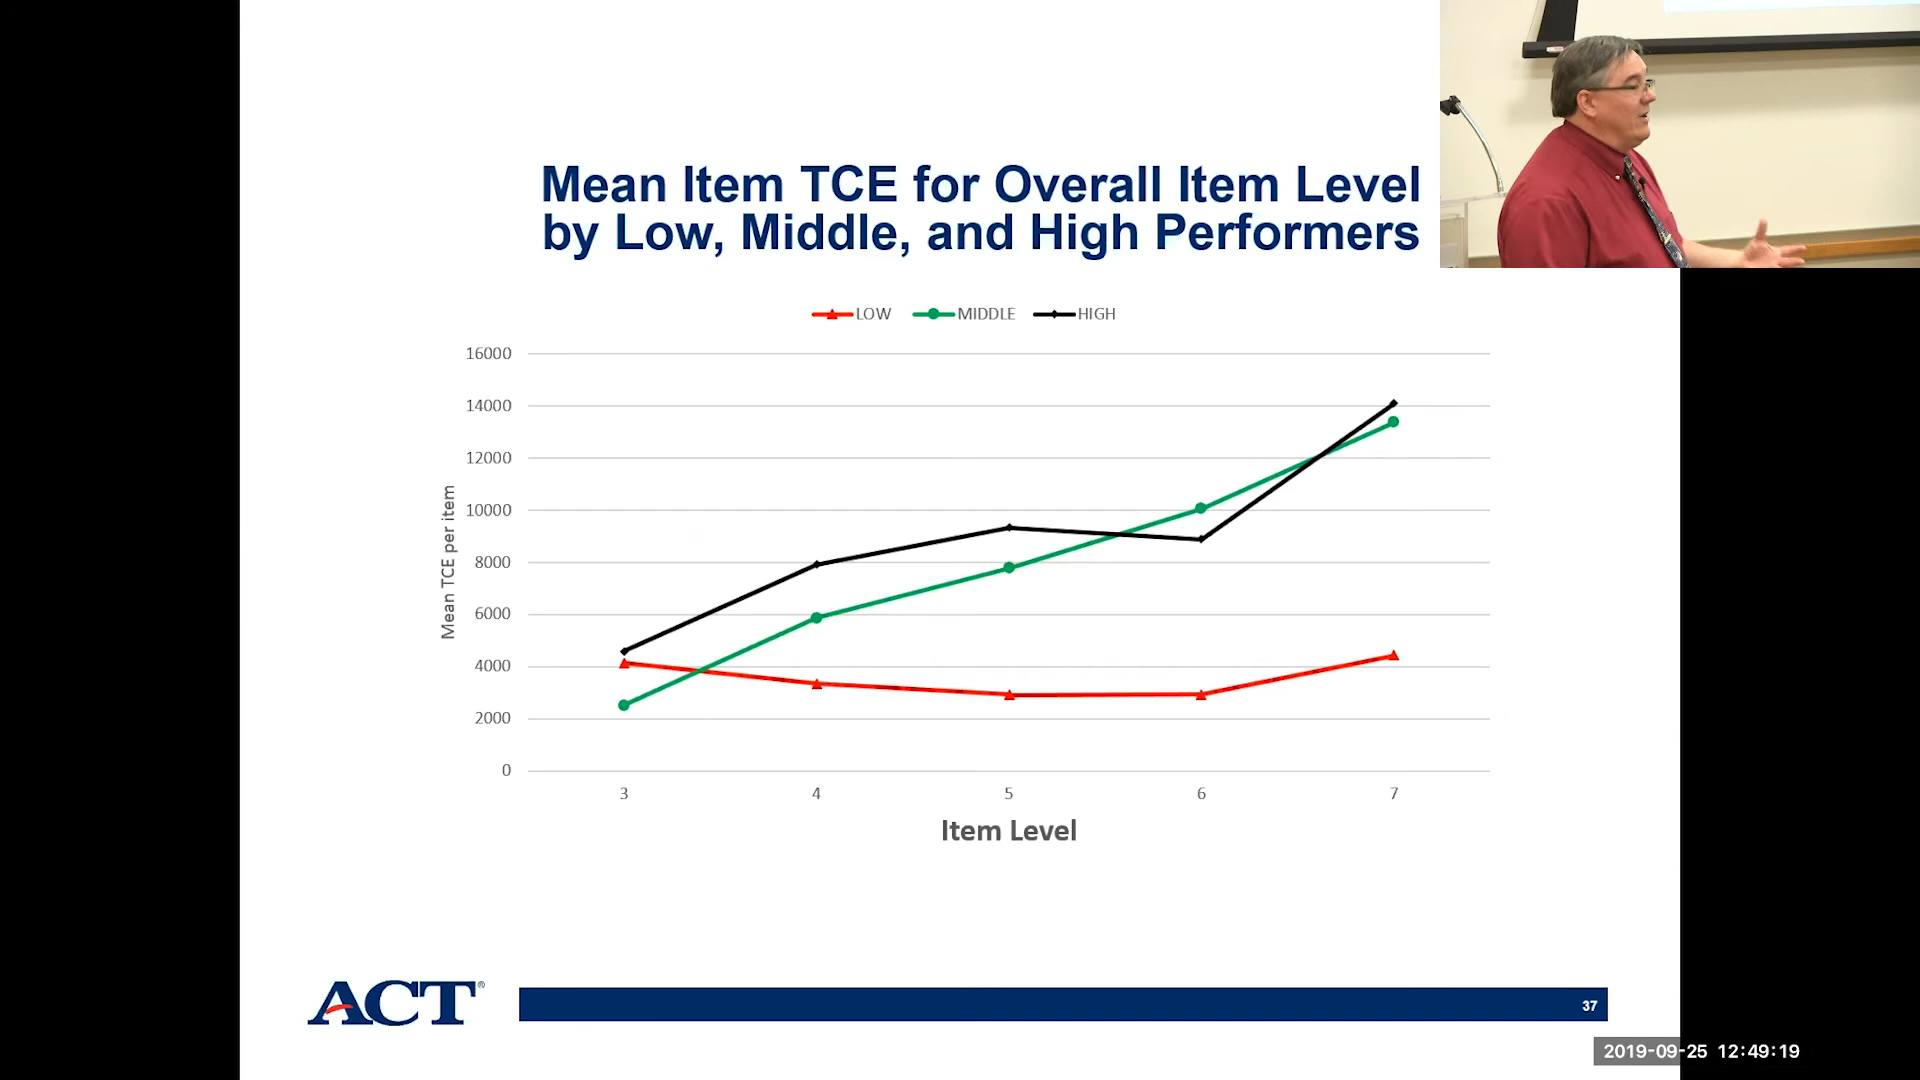 Mean Item TCE for Overall Item Level
by Low, Middle, and High Performers
LOW MIDDLE HIGH
16000
14000
12000
10000
8000
6000
4000
2000
0
Mean TCE per item
3 4 5 6 7
Item Level
ACT®
37
2019-09-25 12:49:19